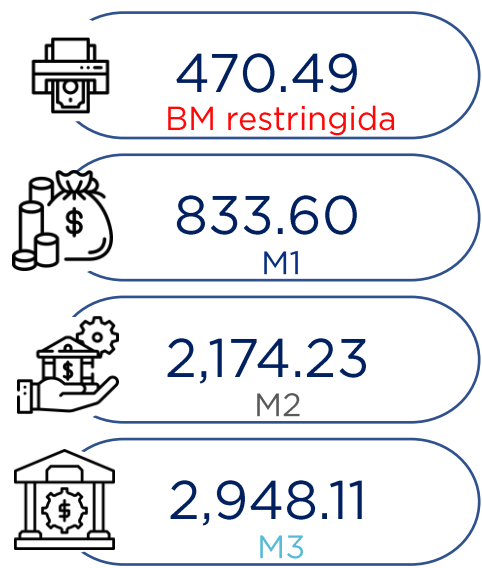 470.49
BM restringida
$
833.60
M1
$
2,174.23
M2
$
2,948.11
M3